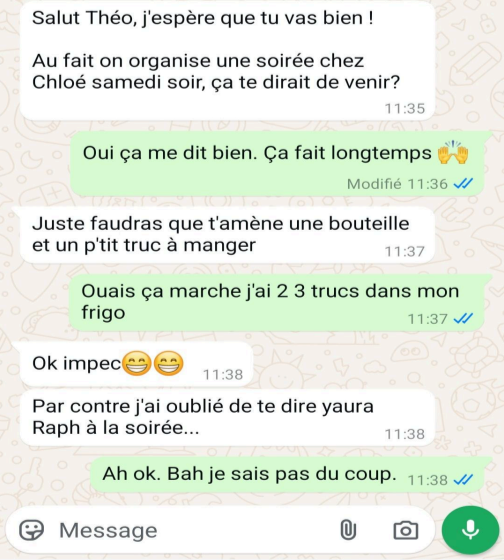 Salut Théo, j'espère que tu vas bien !
Au fait on organise une soirée chez
Chloé samedi soir, ça te dirait de venir?
11:35
Oui ça me dit bien. Ça fait longtemps 🙌
Modifié 11:36
Juste faudras que t'amène une bouteille
et un p'tit truc à manger
11:37
Ouais ça marche j'ai 2 3 trucs dans mon
frigo
11:37
Ok impec😁😁
11:38
Par contre j'ai oublié de te dire yaura
Raph à la soirée...
11:38
Ah ok. Bah je sais pas du coup.
11:38
Message